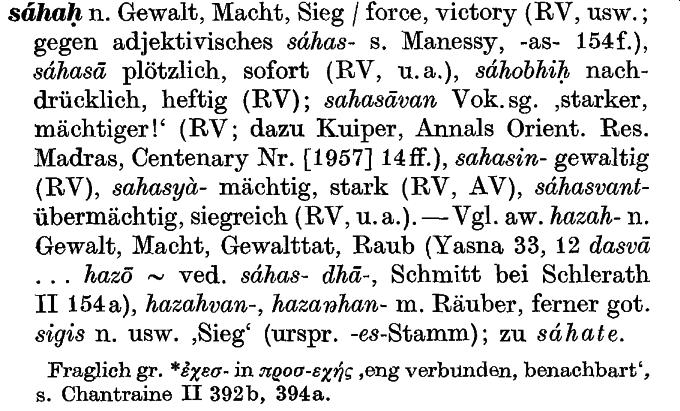 sáhaḥ n. Gewalt, Macht, Sieg / force, victory (RV, usw.;
gegen adjektivisches sáhas- s. Manessy, -as- 154f.),
sáhasā plötzlich, sofort (RV, u.a.), sáhobhiḥ nach-
drücklich, heftig (RV); sahasāvan Vok.sg. ‚starker,
mächtiger!‘ (RV; dazu Kuiper, Annals Orient. Res.
Madras, Centenary Nr. [1957] 14ff.), sahasin- gewaltig
(RV), sahasyà- mächtig, stark (RV, AV), sáhasvant-
übermächtig, siegreich (RV, u.a.). — Vgl. aw. hazah- n.
Gewalt, Macht, Gewalttat, Raub (Yasna 33, 12 dasvā
... hazō ~ ved. sáhas- dhā-, Schmitt bei Schlerath
II 154a), hazahvan-, hazaŋhan- m. Räuber, ferner got.
sigis n. usw. ‚Sieg‘ (urspr. -es-Stamm); zu sáhate.
Fraglich gr. *ἐχεσ- in προσ-εχής ‚eng verbunden, benachbart‘,
s. Chantraine II 392b, 394a.